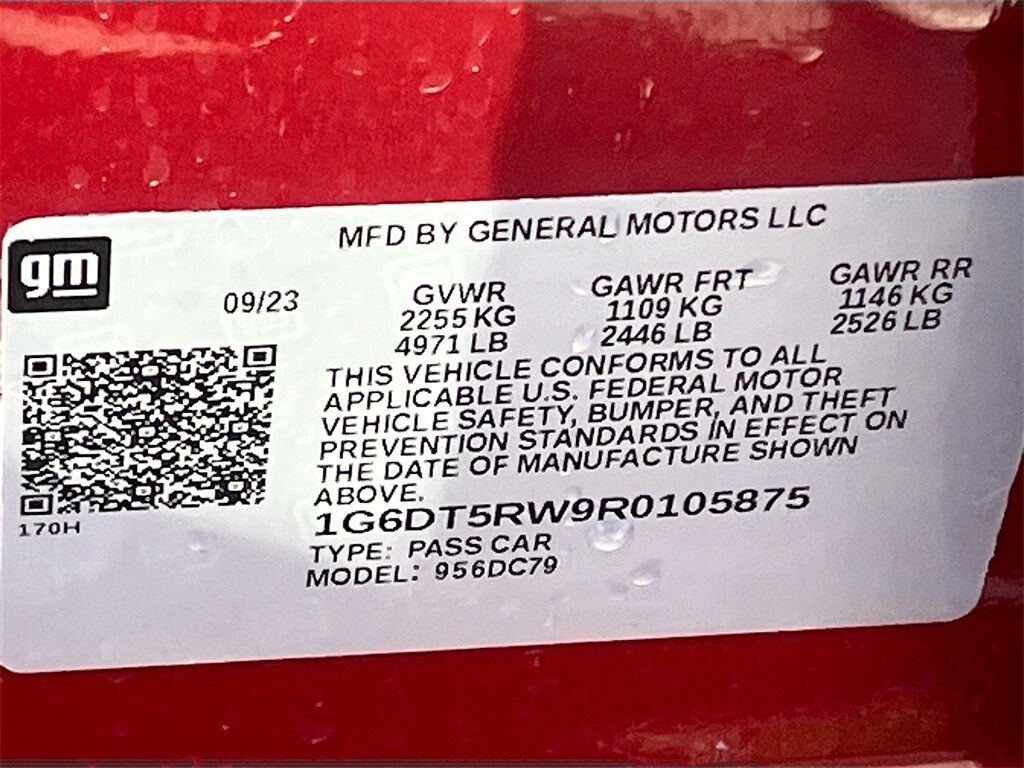 MFD BY GENERAL MOTORS LLC
gm
09/23
GVWR
2255 KG
4971 LB
GAWR FRT
1109 KG
2446 LB
GAWR RR
1146 KG
2526 LB
THIS VEHICLE CONFORMS TO ALL
APPLICABLE U.S. FEDERAL MOTOR
VEHICLE SAFETY, BUMPER, AND THEFT
PREVENTION STANDARDS IN EFFECT ON
THE DATE OF MANUFACTURE SHOWN
ABOVE.
170H
1G6DT5RW9R0105875
TYPE: PASS CAR
MODEL: 956DC79